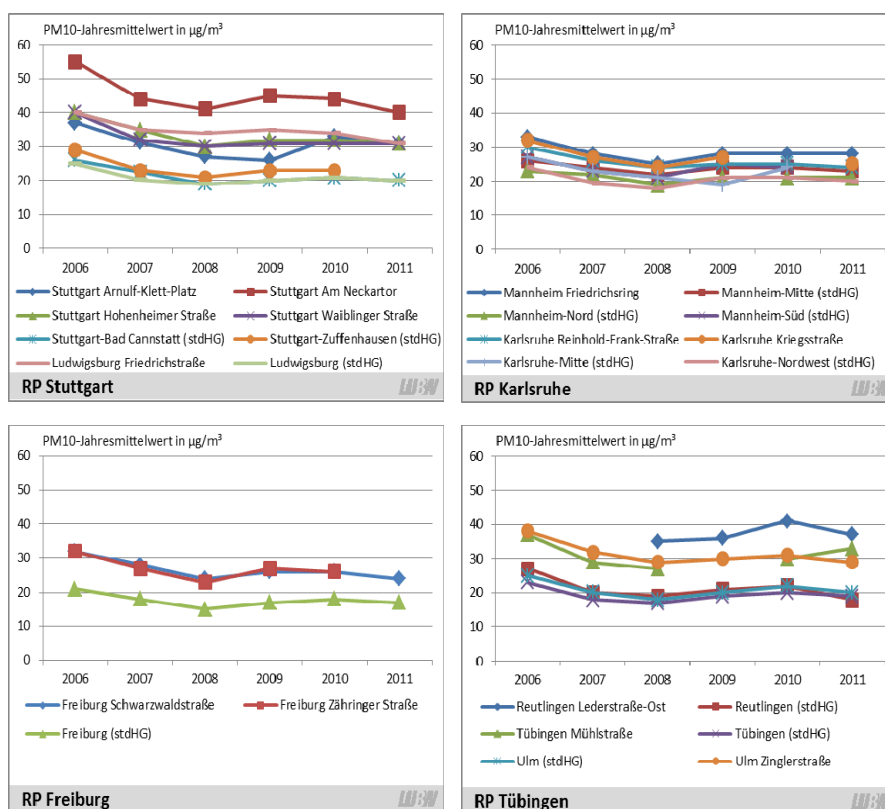 PM10-Jahresmittelwert in µg/m³
60
50
40
30
20
10
0
2006 2007 2008 2009 2010 2011
Stuttgart Arnulf-Klett-Platz Stuttgart Am Neckartor
Stuttgart Hohenheimer Straße Stuttgart Waiblinger Straße
Stuttgart-Bad Cannstatt (stdHG) Stuttgart-Zuffenhausen (stdHG)
Ludwigsburg Friedrichstraße Ludwigsburg (stdHG)
RP Stuttgart LUBW
PM10-Jahresmittelwert in µg/m³
60
50
40
30
20
10
0
2006 2007 2008 2009 2010 2011
Mannheim Friedrichsring Mannheim-Mitte (stdHG)
Mannheim-Nord (stdHG) Mannheim-Süd (stdHG)
Karlsruhe Reinhold-Frank-Straße Karlsruhe Kriegsstraße
Karlsruhe-Mitte (stdHG) Karlsruhe-Nordwest (stdHG)
RP Karlsruhe LUBW
PM10-Jahresmittelwert in µg/m³
60
50
40
30
20
10
0
2006 2007 2008 2009 2010 2011
Freiburg Schwarzwaldstraße Freiburg Zähringer Straße
Freiburg (stdHG)
RP Freiburg LUBW
PM10-Jahresmittelwert in µg/m³
60
50
40
30
20
10
0
2006 2007 2008 2009 2010 2011
Reutlingen Lederstraße-Ost Reutlingen (stdHG)
Tübingen Mühlstraße Tübingen (stdHG)
Ulm (stdHG) Ulm Zinglerstraße
RP Tübingen LUBW